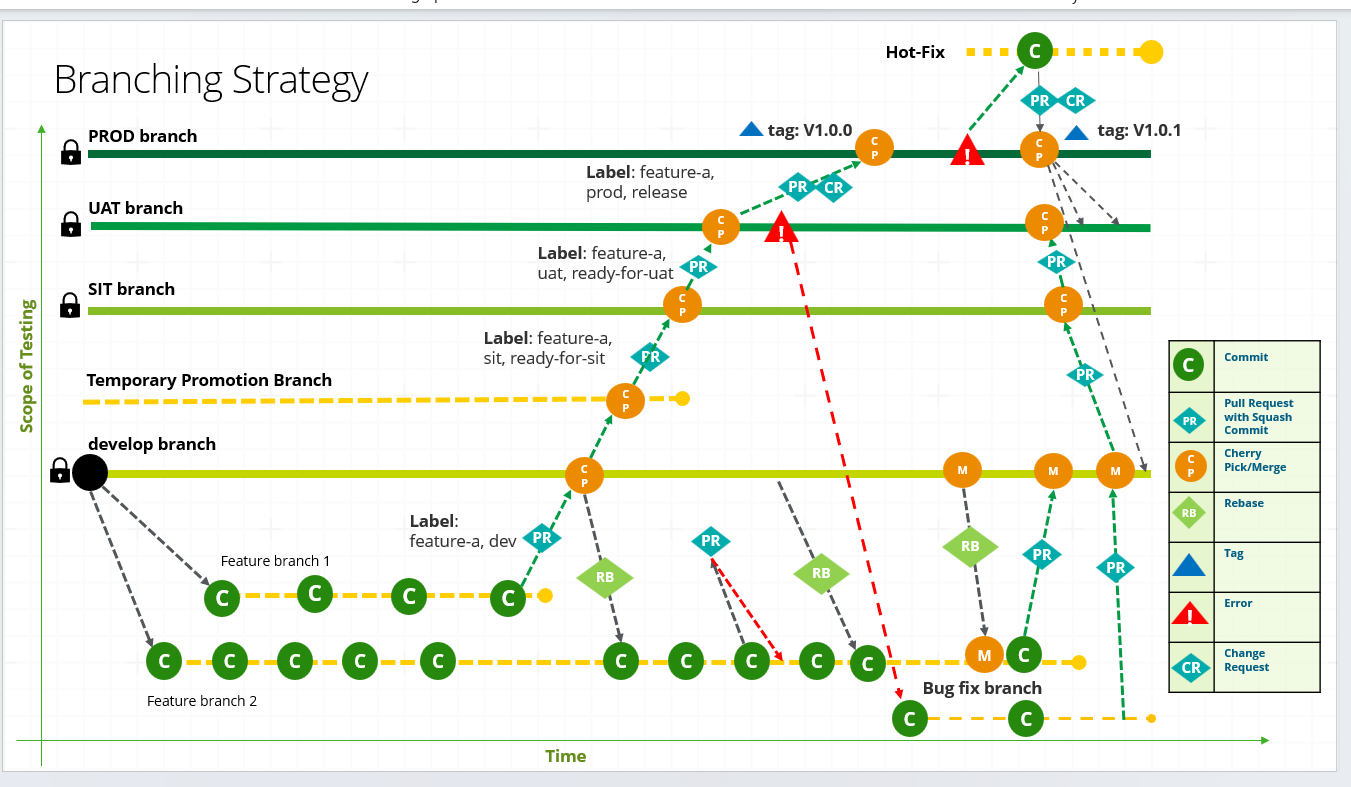 Hot-Fix
C
Branching Strategy
PR CR
PROD branch
tag: V1.0.0
tag: V1.0.1
C
P
!
C
P
Label: feature-a,
prod, release
PR CR
UAT branch
C
P
!
C
P
Label: feature-a,
uat, ready-for-uat
PR
PR
SIT branch
C
P
C
P
Label: feature-a,
sit, ready-for-sit
PR
PR
Temporary Promotion Branch
C
P
develop branch
C
P
M
M
M
Label:
feature-a, dev
PR
PR
RB
PR
RB
RB
PR
Feature branch 1
C C C C
C C C C C C C C C C M C
Feature branch 2
Bug fix branch
C C
Scope of Testing
Time
C
Commit
PR
Pull Request
with Squash
Commit
C
P
Cherry
Pick/Merge
RB
Rebase
Tag
!
Error
CR
Change
Request